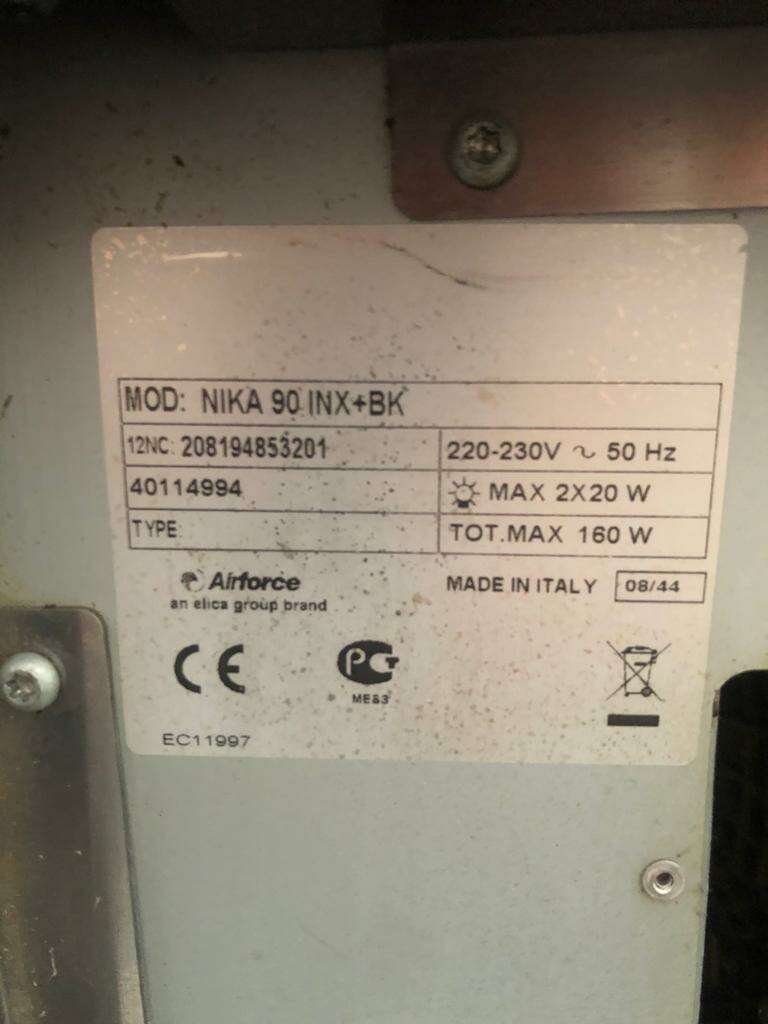 MOD: NIKA 90 INX+BK
12NC: 208194853201
220-230V ~ 50 Hz
40114994
MAX 2X20 W
TYPE:
TOT.MAX 160 W
Airforce
an elica group brand
MADE IN ITALY 08/44
CE
PCT
ME83
EC11997